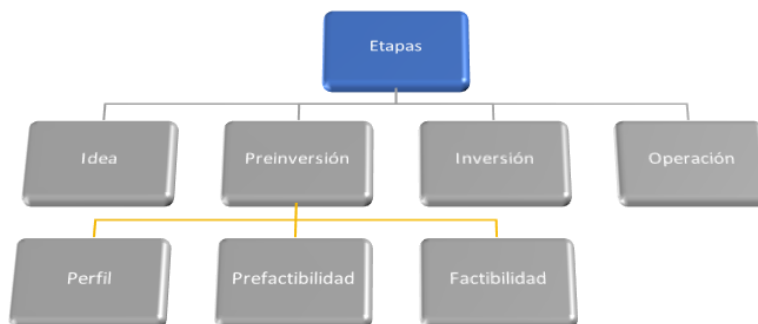 Etapas
Idea
Preinversión
Inversión
Operación
Perfil
Prefactibilidad
Factibilidad